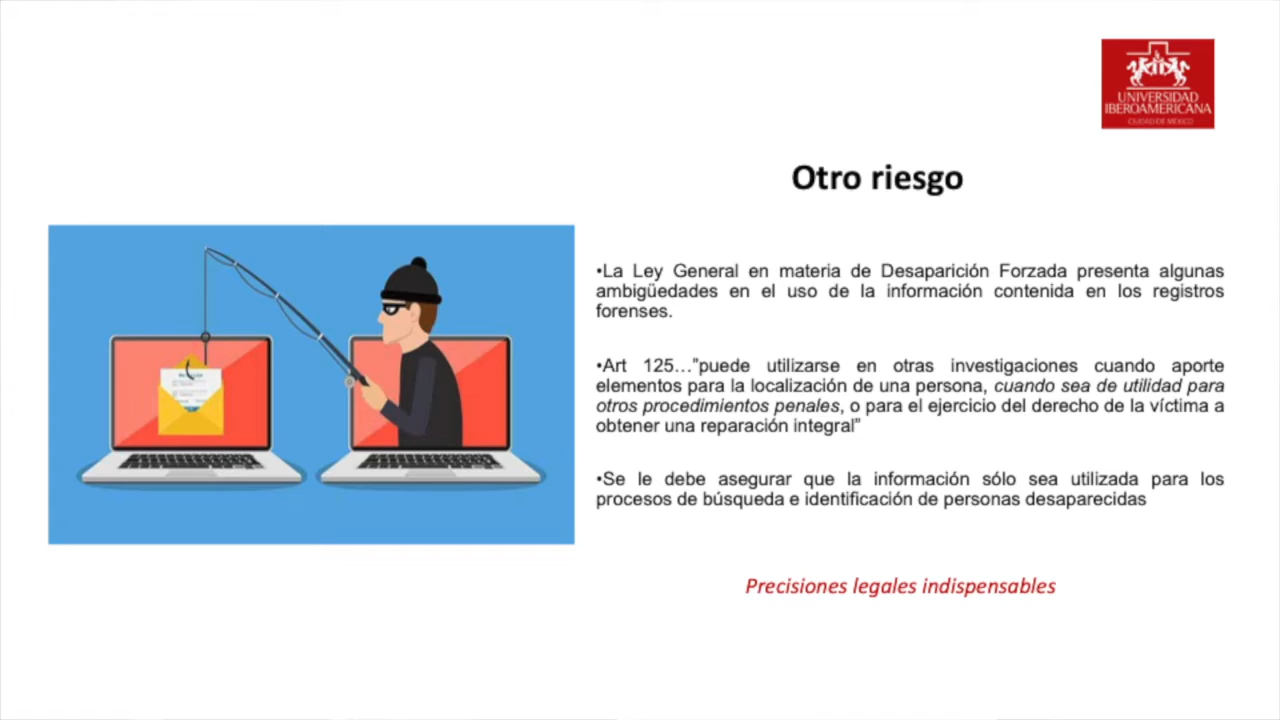 UNIVERSIDAD
IBEROAMERICANA
CIUDAD DE MÉXICO
Otro riesgo
•La Ley General en materia de Desaparición Forzada presenta algunas
ambigüedades en el uso de la información contenida en los registros
forenses.
•Art 125…”puede utilizarse en otras investigaciones cuando aporte
elementos para la localización de una persona, cuando sea de utilidad para
otros procedimientos penales, o para el ejercicio del derecho de la víctima a
obtener una reparación integral”
•Se le debe asegurar que la información sólo sea utilizada para los
procesos de búsqueda e identificación de personas desaparecidas
Precisiones legales indispensables